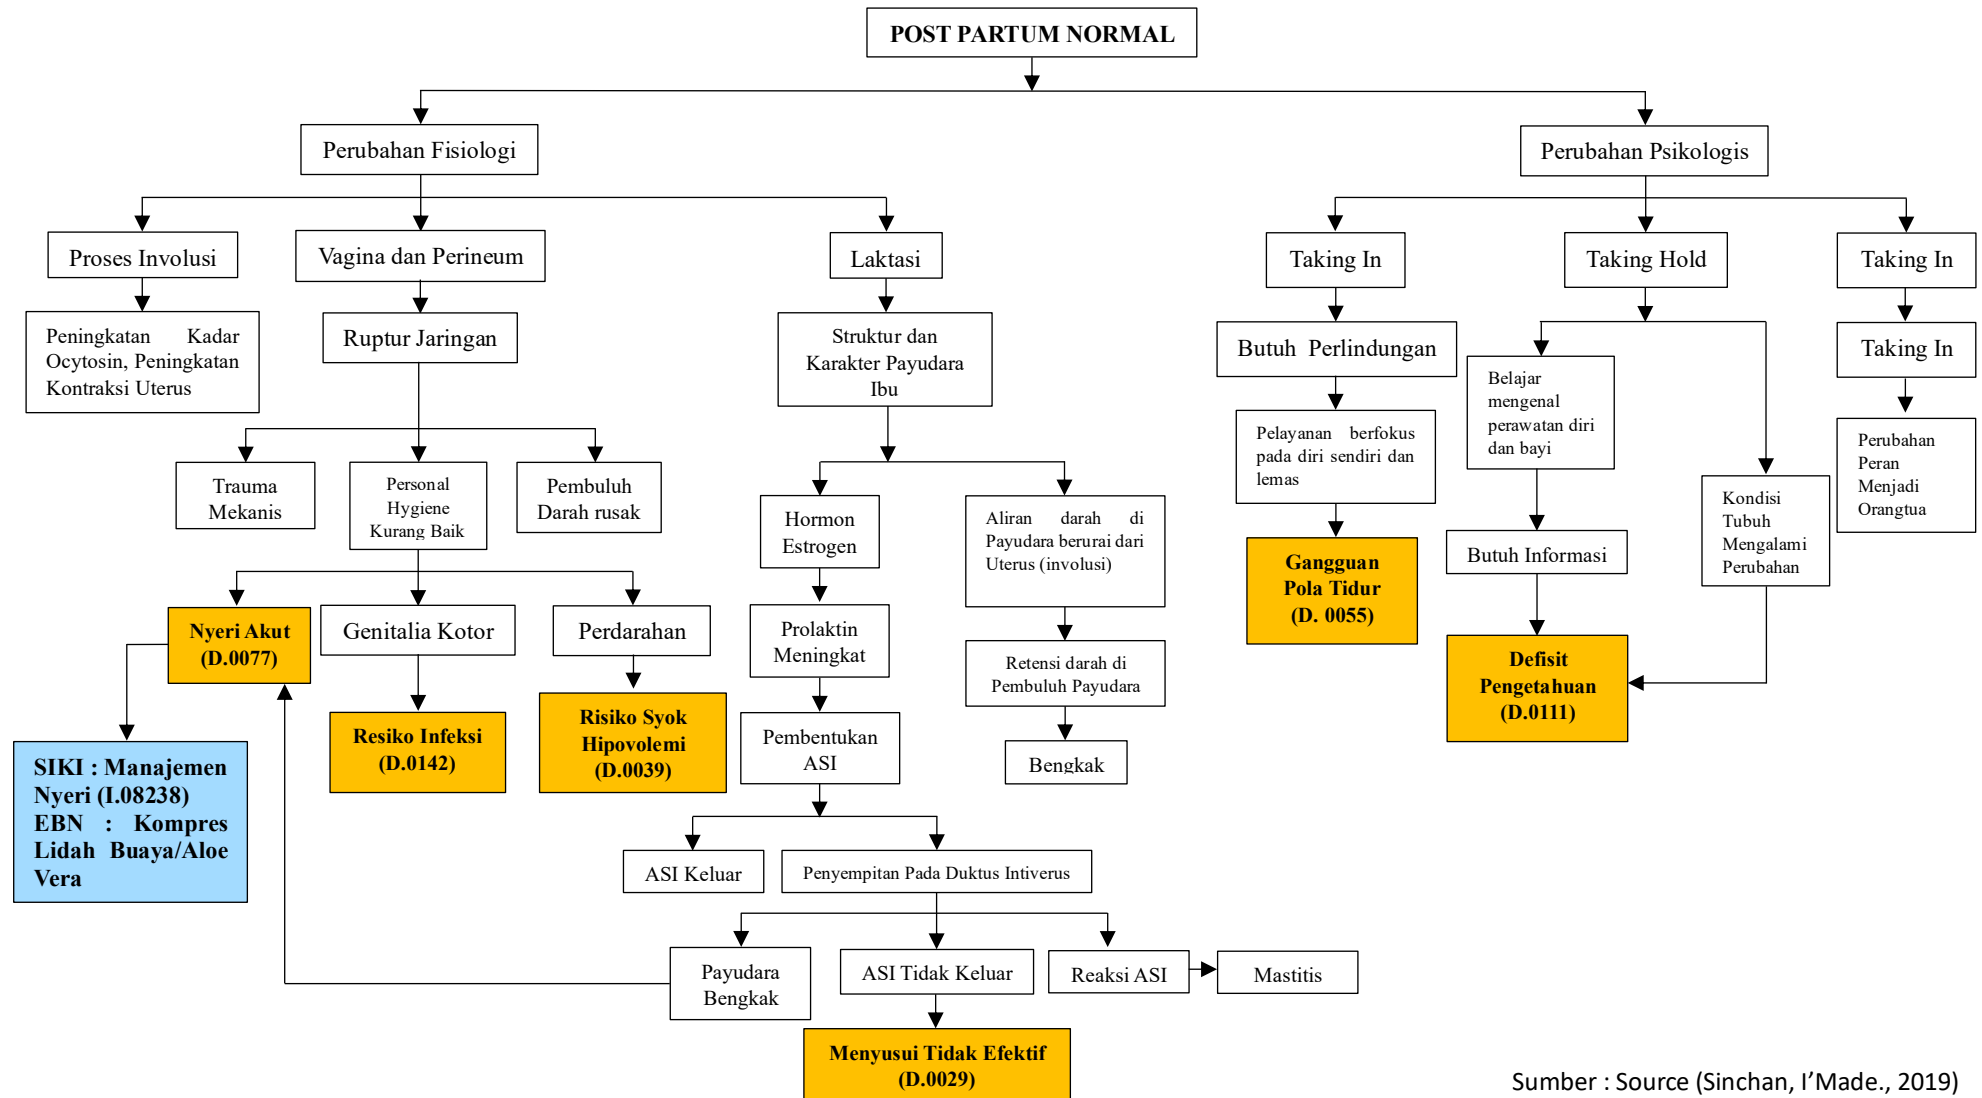 POST PARTUM NORMAL
Perubahan Fisiologi
Perubahan Psikologis
Proses Involusi
Vagina dan Perineum
Laktasi
Taking In
Taking Hold
Taking In
Peningkatan Kadar
Ocytosin, Peningkatan
Kontraksi Uterus
Ruptur Jaringan
Struktur dan
Karakter Payudara
Ibu
Butuh Perlindungan
Belajar
mengenal
perawatan diri
dan bayi
Taking In
Trauma
Mekanis
Personal
Hygiene
Kurang Baik
Pembuluh
Darah rusak
Hormon
Estrogen
Aliran darah di
Payudara berurai dari
Uterus (involusi)
Pelayanan berfokus
pada diri sendiri dan
lemas
Kondisi
Tubuh
Mengalami
Perubahan
Perubahan
Peran
Menjadi
Orangtua
Gangguan
Pola Tidur
(D. 0055)
Butuh Informasi
Nyeri Akut
(D.0077)
Genitalia Kotor
Perdarahan
Prolaktin
Meningkat
Retensi darah di
Pembuluh Payudara
Defisit
Pengetahuan
(D.0111)
Resiko Infeksi
(D.0142)
Risiko Syok
Hipovolemi
(D.0039)
Pembentukan
ASI
Bengkak
SIKI : Manajemen
Nyeri (I.08238)
EBN : Kompres
Lidah Buaya/Aloe
Vera
ASI Keluar
Penyempitan Pada Duktus Intiverus
Payudara
Bengkak
ASI Tidak Keluar
Reaksi ASI
Mastitis
Menyusui Tidak Efektif
(D.0029)
Sumber : Source (Sinchan, I’Made., 2019)